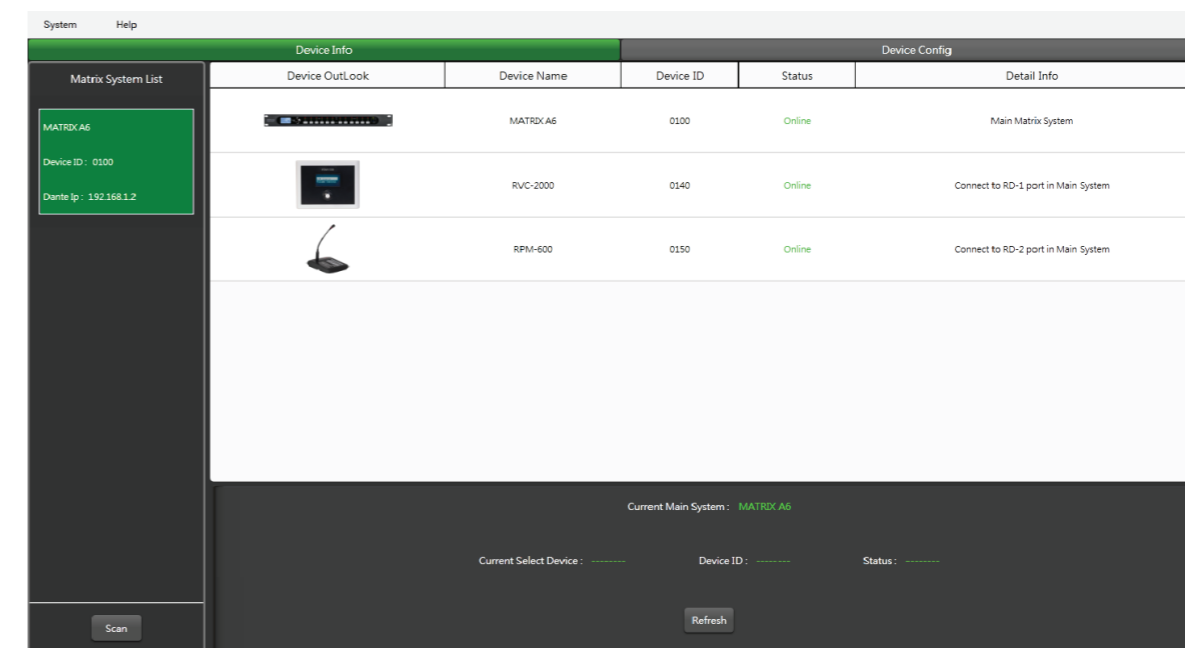 System Help
Device Info Device Config
Matrix System List
Device OutLook Device Name Device ID Status Detail Info
MATRIX A6
Device ID : 0100
Dante Ip : 192.168.1.2
MATRIX A6 0100 Online Main Matrix System
RVC-2000 0140 Online Connect to RD-1 port in Main System
RPM-600 0150 Online Connect to RD-2 port in Main System
Current Main System : MATRIX A6
Current Select Device : -------- Device ID : -------- Status : --------
Refresh
Scan